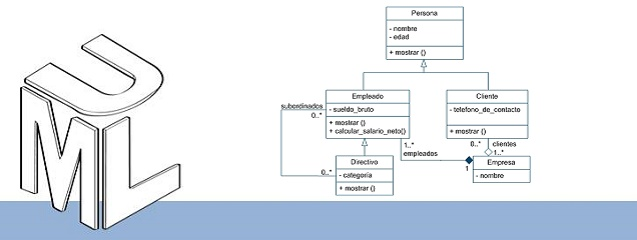 UML
Persona
- nombre
- edad
+ mostrar ()
Empleado
- sueldo_bruto
+ mostrar ()
+ calcular_salario_neto()
Cliente
- telefono_de_contacto
+ mostrar ()
subordinados
0..*
0..*
Directivo
- categoria
+ mostrar ()
1..*
empleados
1
0..*
clientes
1..*
Empresa
- nombre